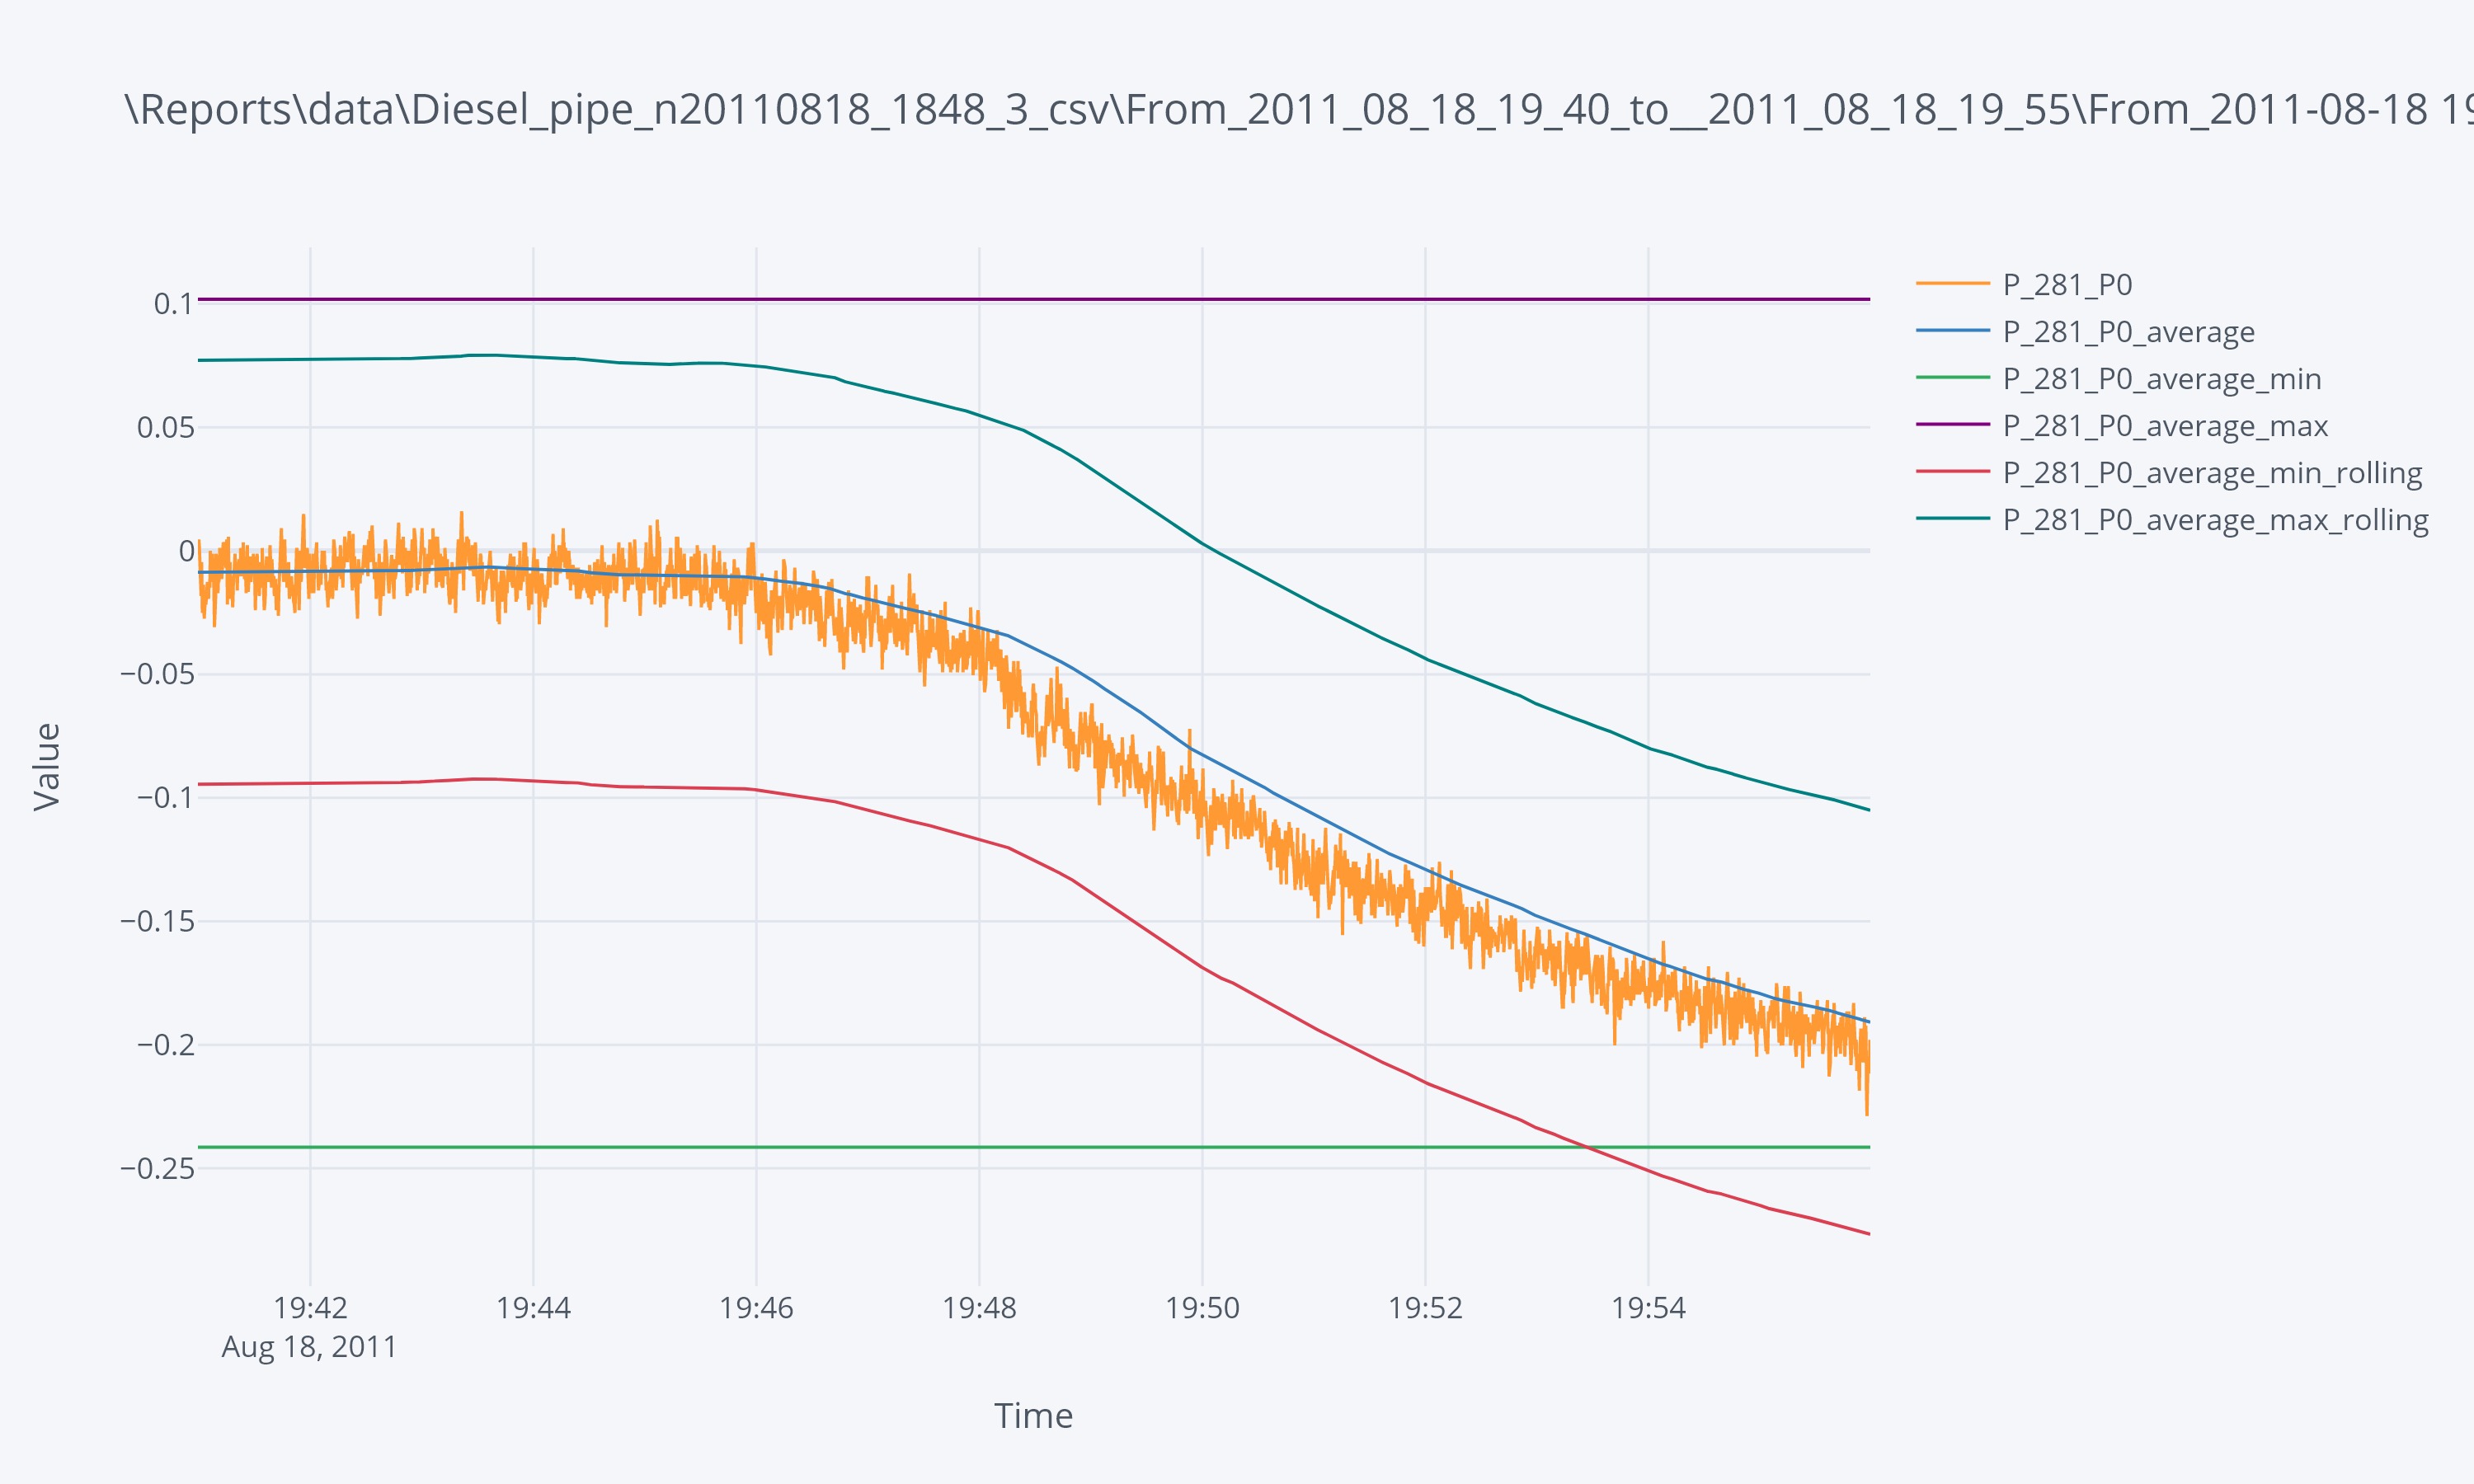 \Reports\data\Diesel_pipe_n20110818_1848_3_csv\From_2011_08_18_19_40_to__2011_08_18_19_55\From_2011-08-18 19
P_281_P0
P_281_P0_average
P_281_P0_average_min
P_281_P0_average_max
P_281_P0_average_min_rolling
P_281_P0_average_max_rolling
Value
0.1
0.05
0
−0.05
−0.1
−0.15
−0.2
−0.25
19:42 19:44 19:46 19:48 19:50 19:52 19:54
Aug 18, 2011
Time